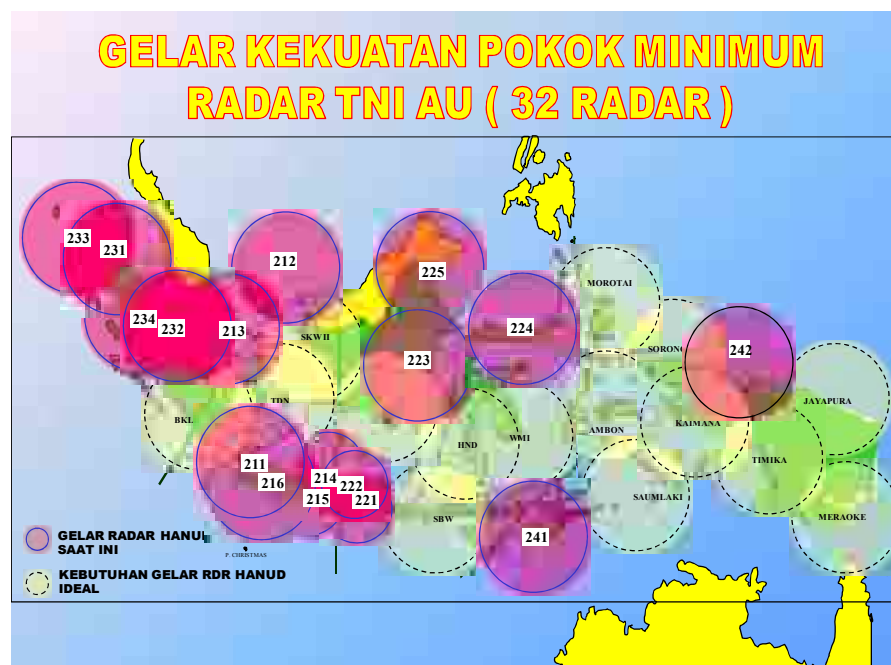 GELAR KEKUATAN POKOK MINIMUM
RADAR TNI AU ( 32 RADAR )
233
231
212
225
MOROTAI
234
232
213
SKWII
224
223
SORONG
242
TDN
BKL
HND
WMI
AMBON
KAIMANA
JAYAPURA
211
216
214
222
215
221
TIMIKA
SBW
SAUMLAKI
MERAOKE
241
GELAR RADAR HANUD
SAAT INI
P. CHRISTMAS
KEBUTUHAN GELAR RDR HANUD
IDEAL